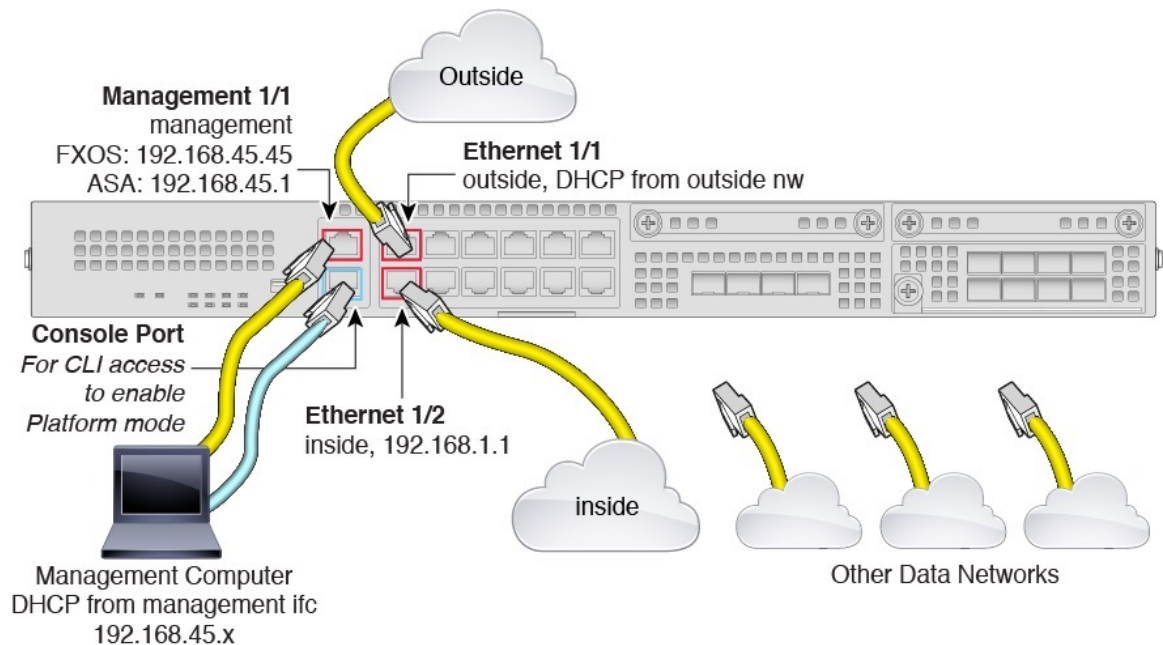 Outside
Management 1/1
management
FXOS: 192.168.45.45
ASA: 192.168.45.1
Ethernet 1/1
outside, DHCP from outside nw
Console Port
For CLI access
to enable
Platform mode
Ethernet 1/2
inside, 192.168.1.1
inside
Management Computer
DHCP from management ifc
192.168.45.x
Other Data Networks